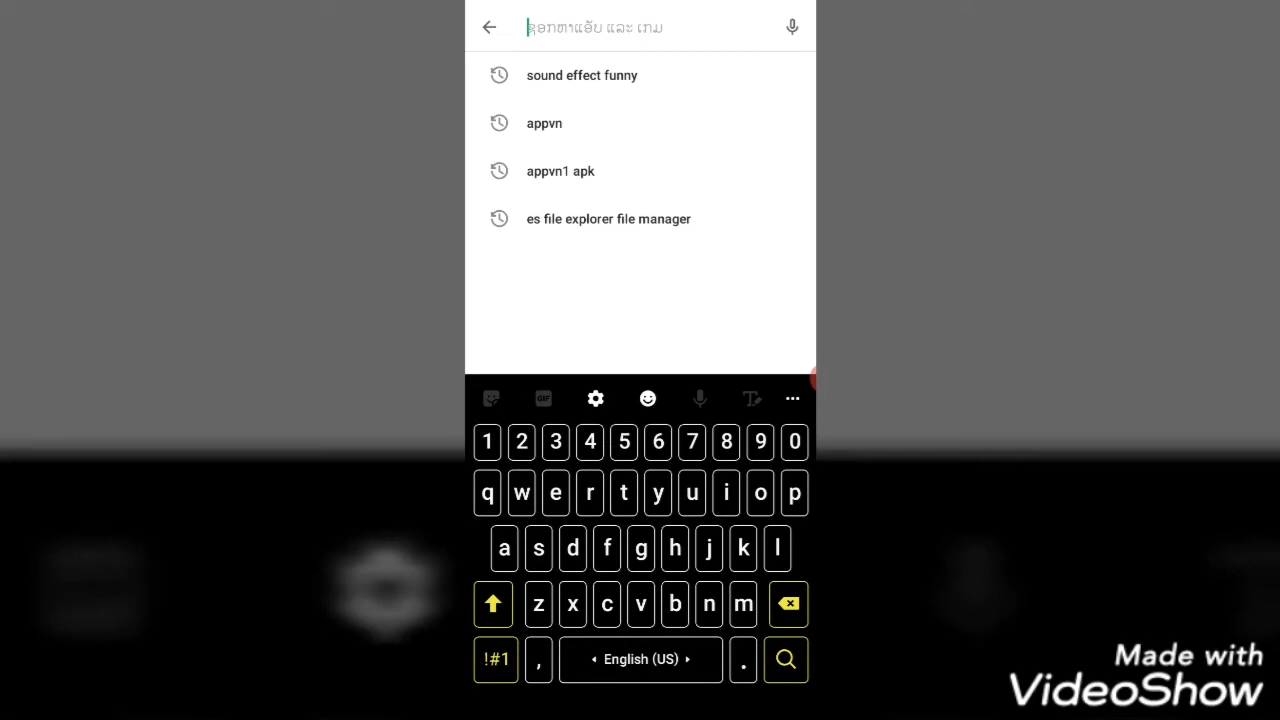 ຊອກຫາແອັບ ແລະ ເກມ
sound effect funny
appvn
appvn1 apk
es file explorer file manager
GIF
1 2 3 4 5 6 7 8 9 0
q w e r t y u i o p
a s d f g h j k l
z x c v b n m
!#1 , English (US) .
Made with
VideoShow